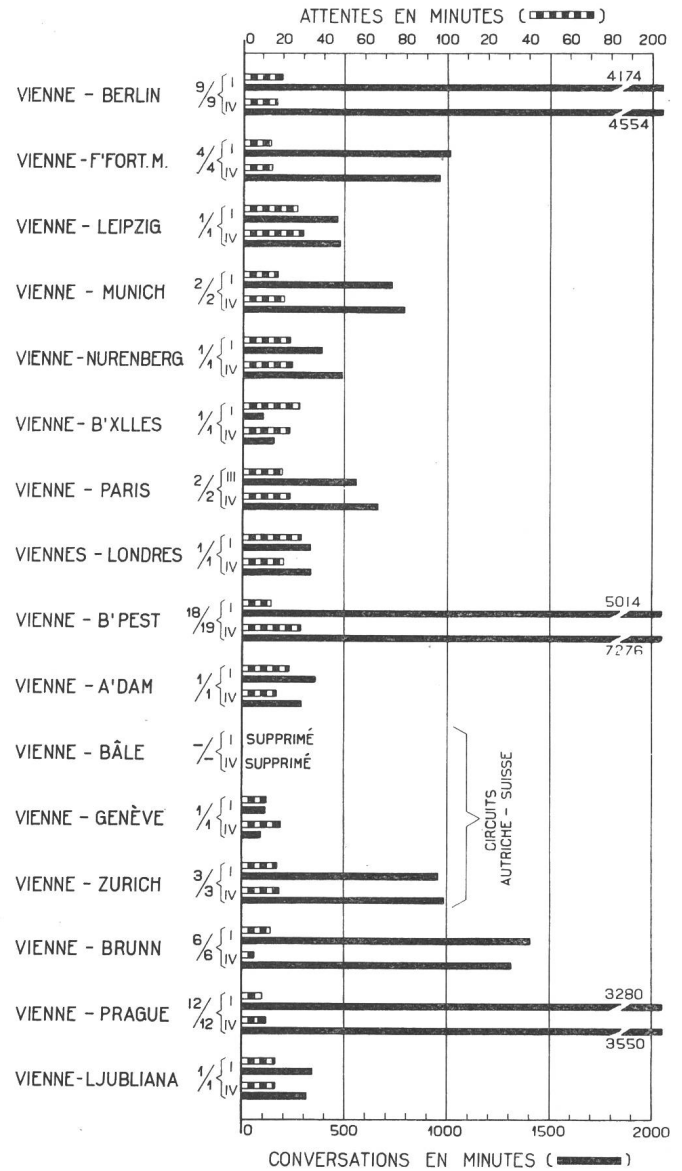 ATTENTES EN MINUTES ( )
0 20 40 60 80 100 20 40 60 80 200
VIENNE – BERLIN 9/9 I IV 4174 4554
VIENNE – F'FORT. M. 4/4 I IV
VIENNE – LEIPZIG 1/1 I IV
VIENNE – MUNICH 2/2 I IV
VIENNE – NURENBERG 1/1 I IV
VIENNE – B'XLLES 1/1 I IV
VIENNE – PARIS 2/2 III IV
VIENNES – LONDRES 1/1 I IV
VIENNE – B'PEST 18/19 I IV 5014 7276
VIENNE – A'DAM 1/1 I IV
VIENNE – BÂLE –/– I SUPPRIMÉ IV SUPPRIMÉ
VIENNE – GENÈVE 1/1 I IV
VIENNE – ZURICH 3/3 I IV
CIRCUITS
AUTRICHE – SUISSE
VIENNE – BRUNN 6/6 I IV
VIENNE – PRAGUE 12/12 I IV 3280 3550
VIENNE – LJUBLIANA 1/1 I IV
0 500 1000 1500 2000
CONVERSATIONS EN MINUTES ( )